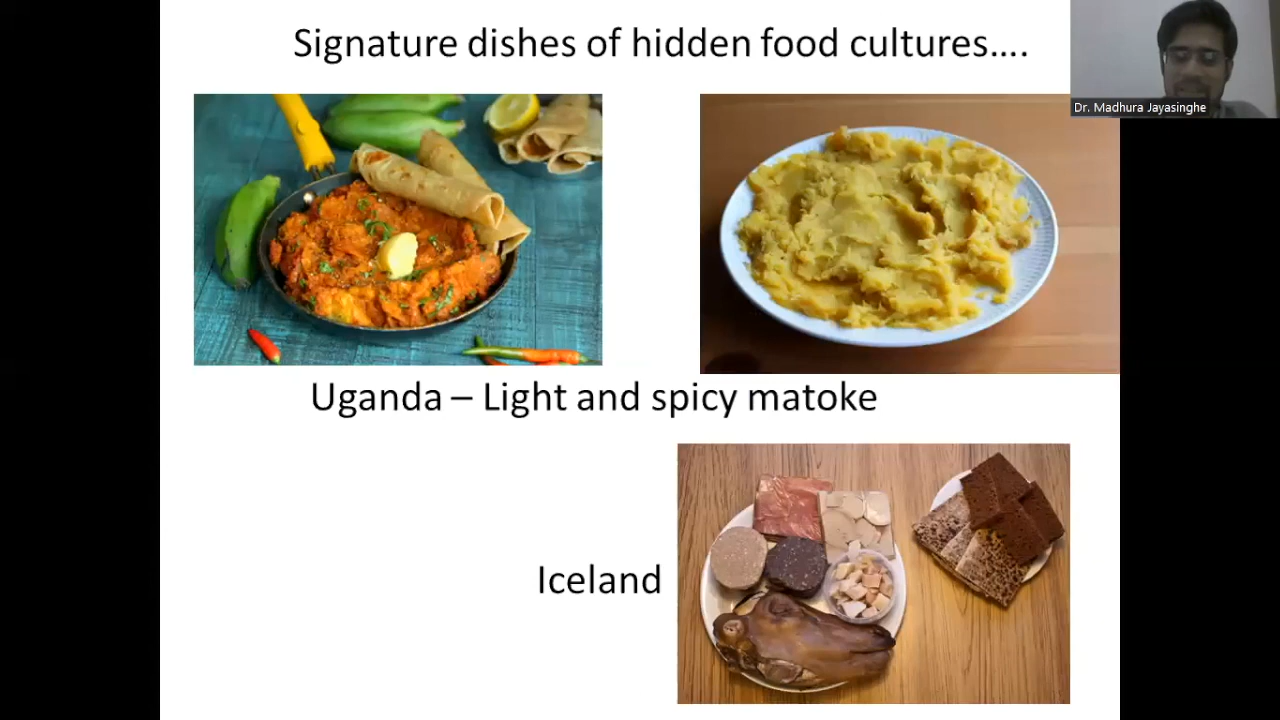 Signature dishes of hidden food cultures….
Dr. Madhura Jayasinghe
Uganda – Light and spicy matoke
Iceland